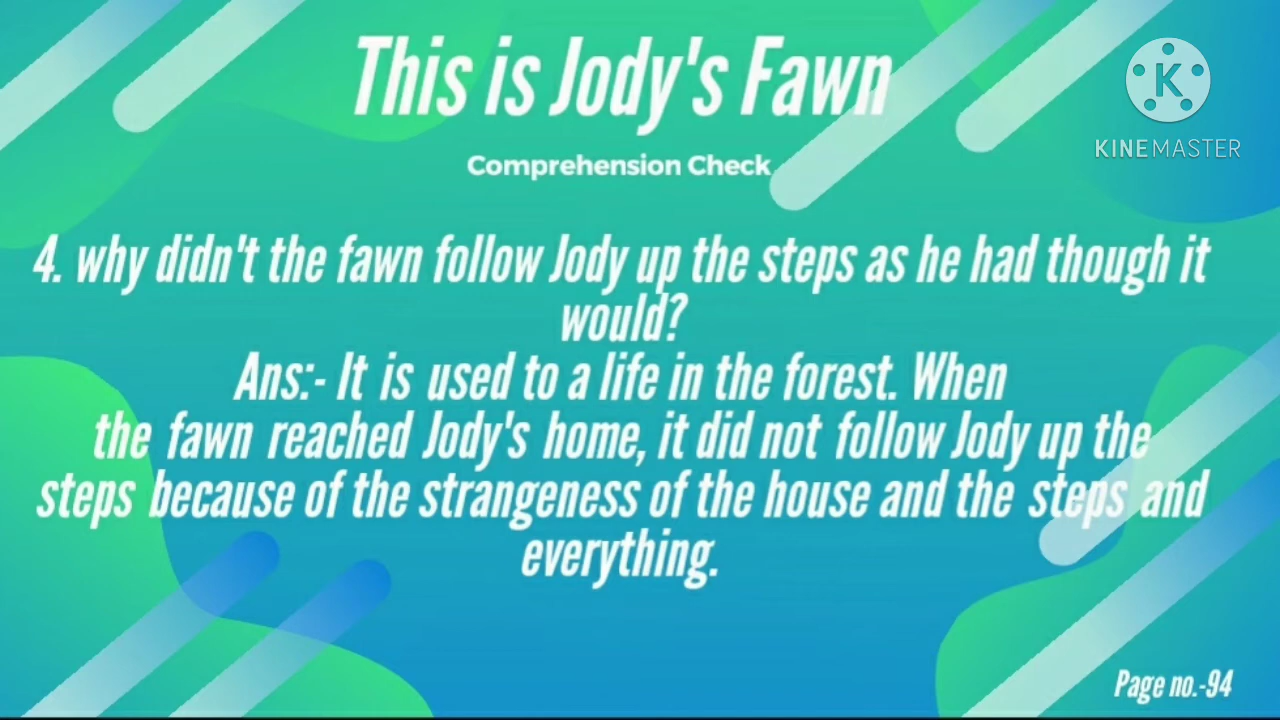 This is Jody's Fawn
K
KINEMASTER
Comprehension Check
4. why didn't the fawn follow Jody up the steps as he had though it
would?
Ans:- It is used to a life in the forest. When
the fawn reached Jody's home, it did not follow Jody up the
steps because of the strangeness of the house and the steps and
everything.
Page no.-94